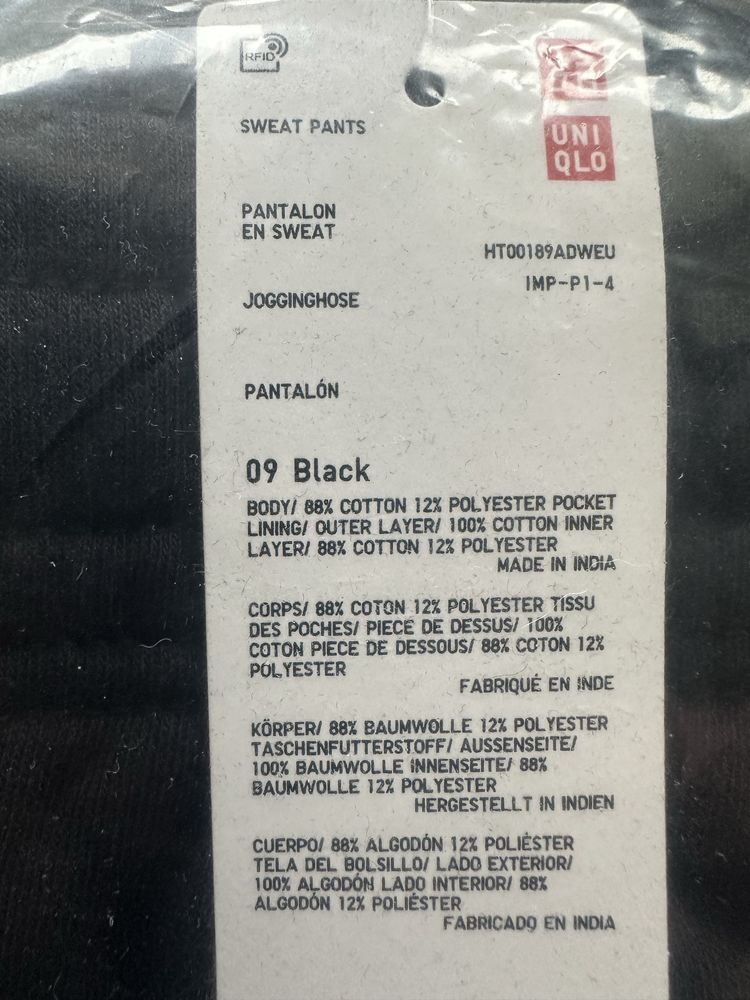 RFID
UNI
QLO
SWEAT PANTS
PANTALON
EN SWEAT
HT00189ADWEU
IMP-P1-4
JOGGINGHOSE
PANTALÓN
09 Black
BODY/ 88% COTTON 12% POLYESTER POCKET
LINING/ OUTER LAYER/ 100% COTTON INNER
LAYER/ 88% COTTON 12% POLYESTER
MADE IN INDIA
CORPS/ 88% COTON 12% POLYESTER TISSU
DES POCHES/ PIECE DE DESSUS/ 100%
COTON PIECE DE DESSOUS/ 88% COTON 12%
POLYESTER
FABRIQUÉ EN INDE
KÖRPER/ 88% BAUMWOLLE 12% POLYESTER
TASCHENFUTTERSTOFF/ AUSSENSEITE/
100% BAUMWOLLE INNENSEITE/ 88%
BAUMWOLLE 12% POLYESTER
HERGESTELLT IN INDIEN
CUERPO/ 88% ALGODÓN 12% POLIÉSTER
TELA DEL BOLSILLO/ LADO EXTERIOR/
100% ALGODÓN LADO INTERIOR/ 88%
ALGODÓN 12% POLIÉSTER
FABRICADO EN INDIA